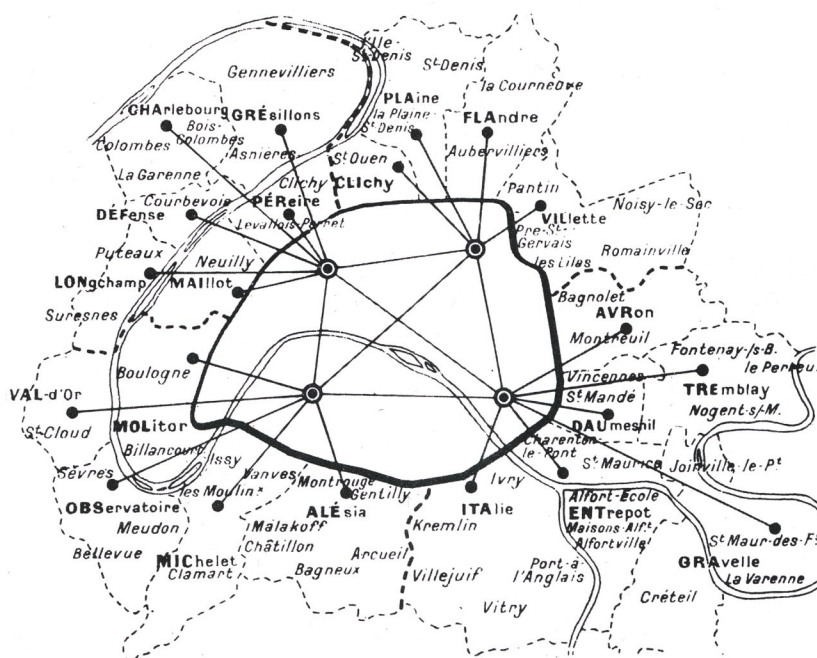 l'Ile
St-Denis
Gennevilliers
St-Denis
la Courneuve
CHArlebourg
GRÉsillons
PLAine
la Plaine-
St-Denis
FLAndre
Bois-
Colombes
Colombes
Asnières
Aubervilliers
St-Ouen
La Garenne
Clichy
CLIchy
Pantin
Courbevoie
PÉReire
DÉFense
Levallois-Perret
VILlette
Noisy-le-Sec
Pré-St-
Gervais
les Lilas
Romainville
Puteaux
Neuilly
LONgchamp
MAIllot
Bagnolet
Suresnes
AVRon
Montreuil
Fontenay-/s-B.
le Perreux
Boulogne
Vincennes
VAL-d'Or
St-Mandé
TREmblay
Nogent s/-M.
St-Cloud
MOLitor
DAUmesnil
Billancourt
Charenton
le-Pont
Issy
St-Maurice
Joinville-le-Pt
Sèvres
les Moulinx
Vanves
Montrouge
Gentilly
Ivry
Alfort-École
OBServatoire
ALÉsia
ITAlie
ENTrepot
Meudon
Malakoff
Kremlin
Maisons-Alft
Alfortville
St-Maur-des-Fs
Bellevue
Châtillon
MIChelet
Arcueil
Clamart
Bagneux
Villejuif
Port-à-
l'Anglais
GRAvelle
La Varenne
Vitry
Créteil